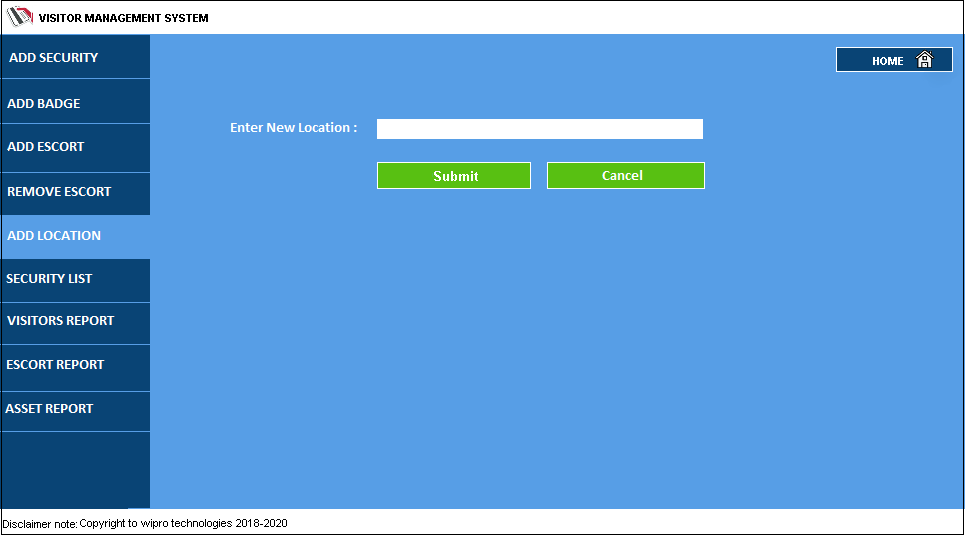 VISITOR MANAGEMENT SYSTEM
HOME
ADD SECURITY
ADD BADGE
ADD ESCORT
REMOVE ESCORT
ADD LOCATION
SECURITY LIST
VISITORS REPORT
ESCORT REPORT
ASSET REPORT
Enter New Location :
Submit Cancel
Disclaimer note: Copyright to wipro technologies 2018-2020